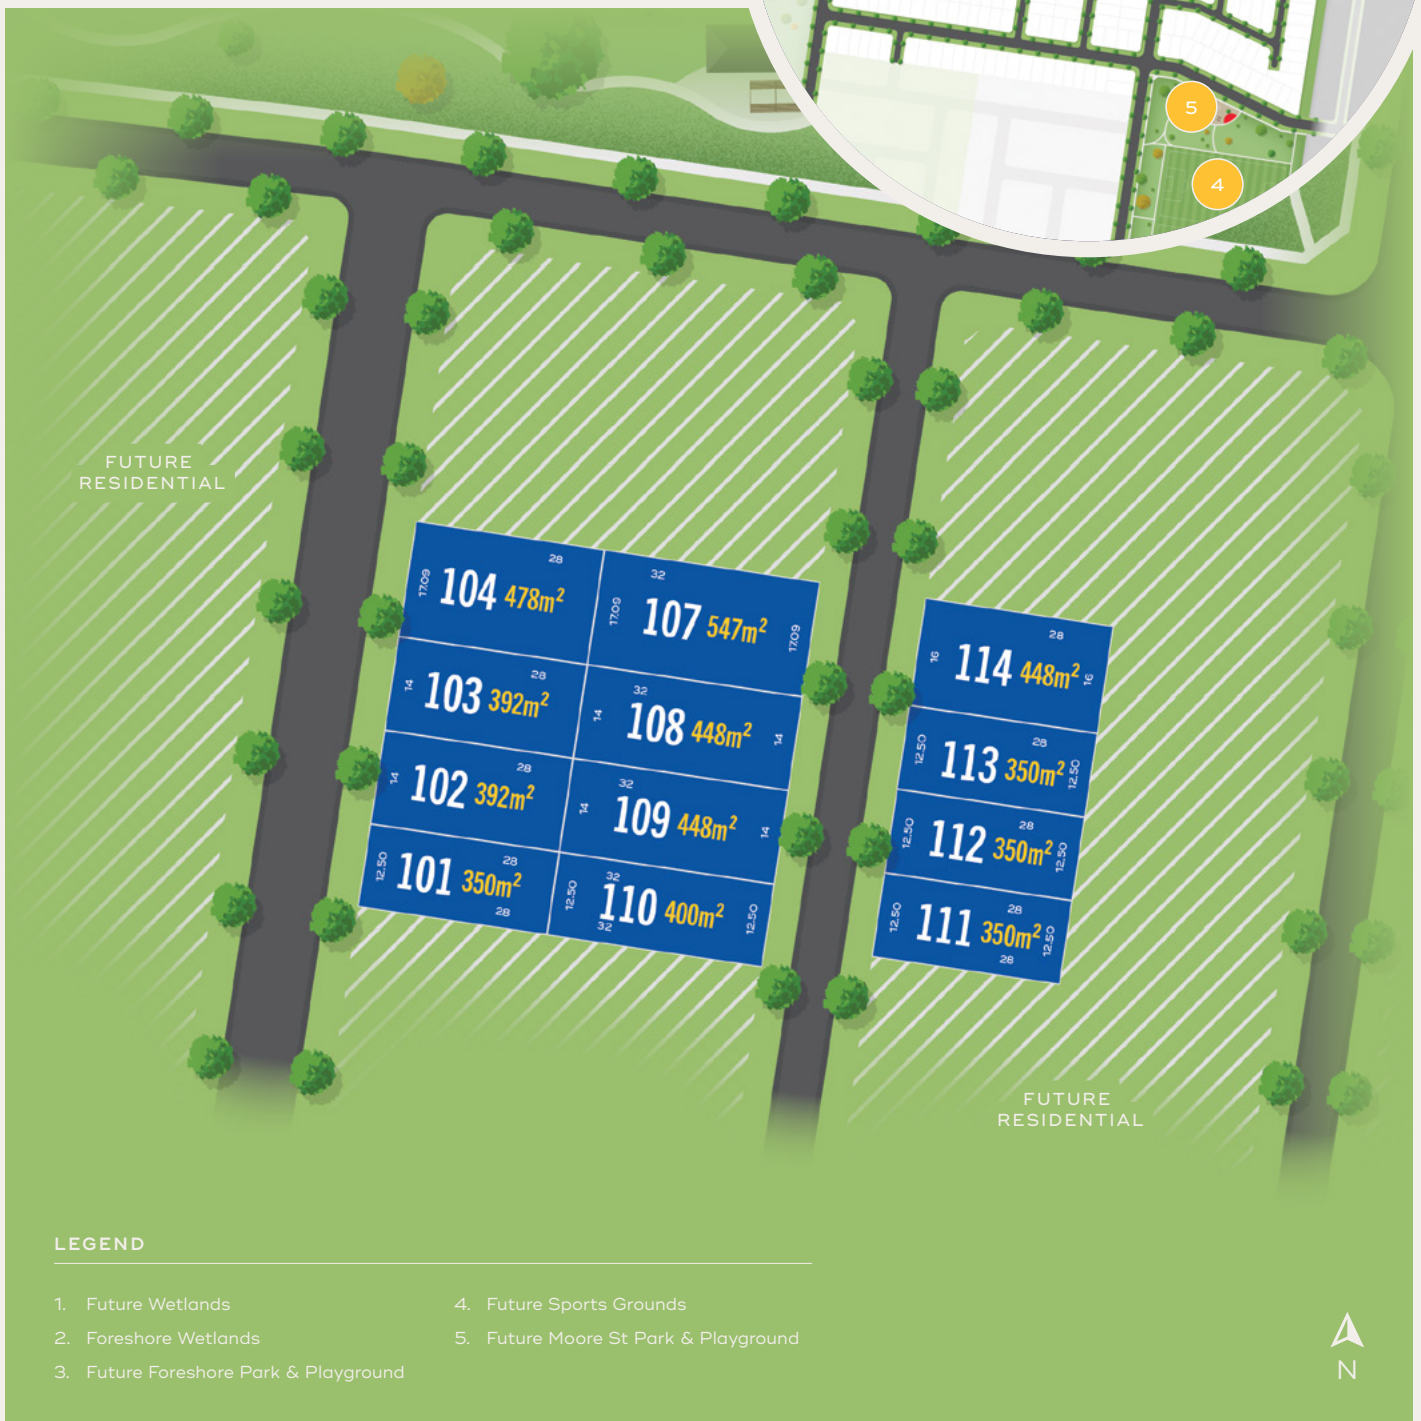 5
4
FUTURE
RESIDENTIAL
28
17.09
104 478m²
32
17.09
107 547m²
17.09
28
14
103 392m²
32
14
108 448m²
14
28
14
102 392m²
32
14
109 448m²
14
28
12.50
101 350m²
28
32
12.50
110 400m²
12.50
32
28
16
114 448m²
16
28
12.50
113 350m²
12.50
28
12.50
112 350m²
12.50
28
12.50
111 350m²
12.50
28
FUTURE
RESIDENTIAL
LEGEND
1. Future Wetlands
2. Foreshore Wetlands
3. Future Foreshore Park & Playground
4. Future Sports Grounds
5. Future Moore St Park & Playground
N